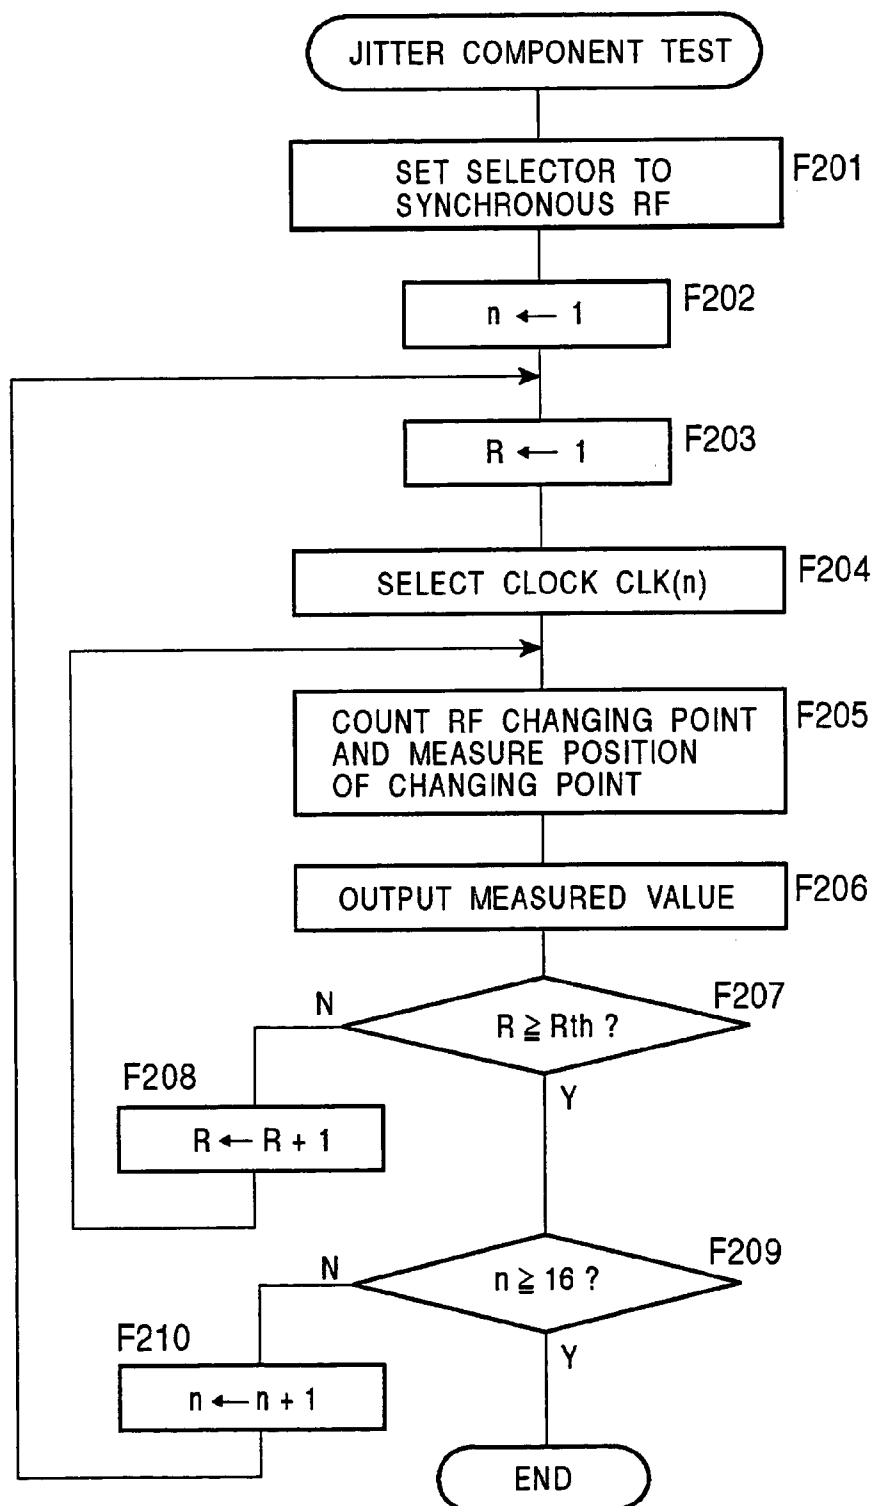 JITTER COMPONENT TEST
SET SELECTOR TO
SYNCHRONOUS RF
F201
n ← 1
F202
R ← 1
F203
SELECT CLOCK CLK(n)
F204
COUNT RF CHANGING POINT
AND MEASURE POSITION
OF CHANGING POINT
F205
OUTPUT MEASURED VALUE
F206
R ≧ Rth ?
F207
N
Y
F208
R ← R + 1
n ≧ 16 ?
F209
N
Y
F210
n ← n + 1
END